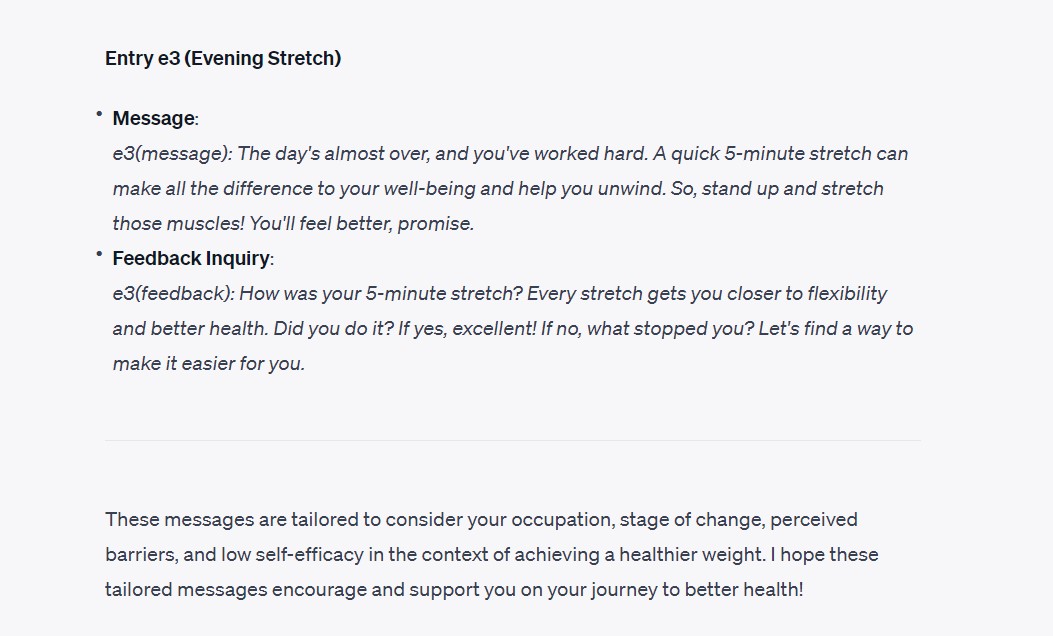 Entry e3 (Evening Stretch)
• Message:
e3(message): The day's almost over, and you've worked hard. A quick 5-minute stretch can
make all the difference to your well-being and help you unwind. So, stand up and stretch
those muscles! You'll feel better, promise.
• Feedback Inquiry:
e3(feedback): How was your 5-minute stretch? Every stretch gets you closer to flexibility
and better health. Did you do it? If yes, excellent! If no, what stopped you? Let's find a way to
make it easier for you.
These messages are tailored to consider your occupation, stage of change, perceived
barriers, and low self-efficacy in the context of achieving a healthier weight. I hope these
tailored messages encourage and support you on your journey to better health!